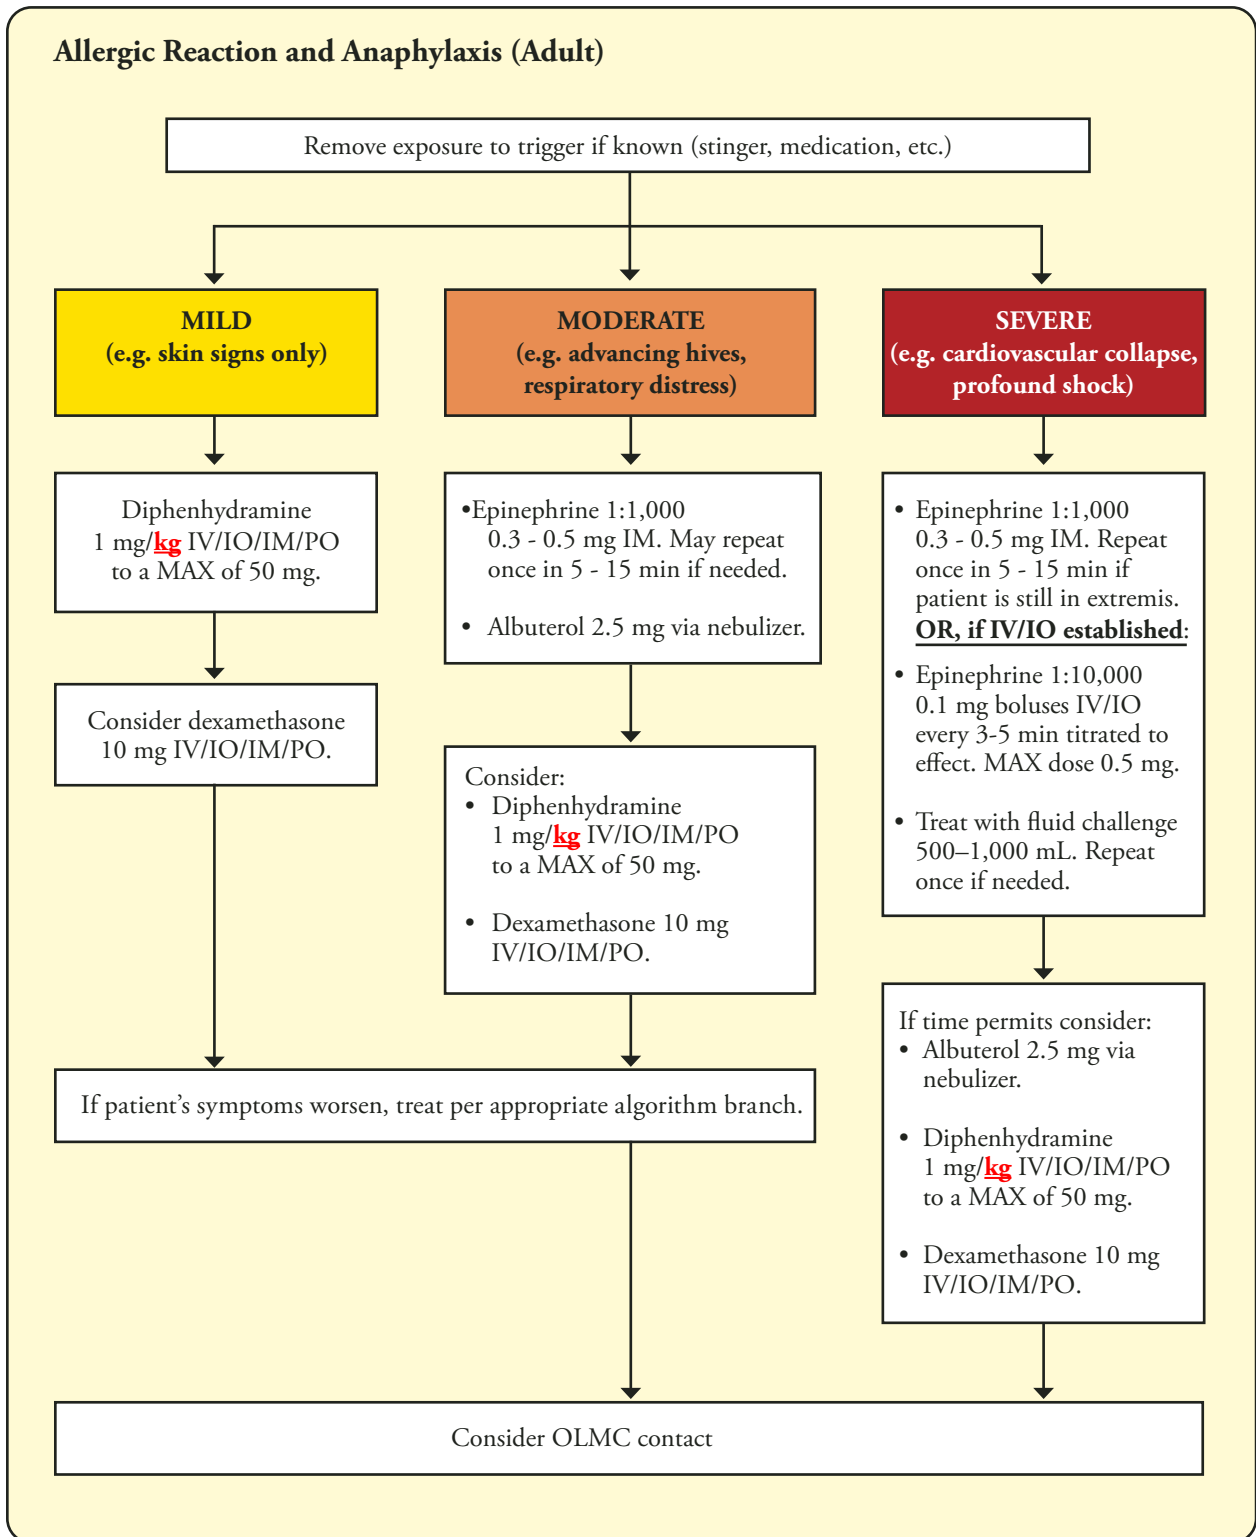 Allergic Reaction and Anaphylaxis (Adult)
Remove exposure to trigger if known (stinger, medication, etc.)
MILD
(e.g. skin signs only)
Diphenhydramine
1 mg/kg IV/IO/IM/PO
to a MAX of 50 mg.
Consider dexamethasone
10 mg IV/IO/IM/PO.
MODERATE
(e.g. advancing hives,
respiratory distress)
•Epinephrine 1:1,000
0.3 - 0.5 mg IM. May repeat
once in 5 - 15 min if needed.
• Albuterol 2.5 mg via nebulizer.
Consider:
• Diphenhydramine
1 mg/kg IV/IO/IM/PO
to a MAX of 50 mg.
• Dexamethasone 10 mg
IV/IO/IM/PO.
If patient’s symptoms worsen, treat per appropriate algorithm branch.
SEVERE
(e.g. cardiovascular collapse,
profound shock)
• Epinephrine 1:1,000
0.3 - 0.5 mg IM. Repeat
once in 5 - 15 min if
patient is still in extremis.
OR, if IV/IO established:
• Epinephrine 1:10,000
0.1 mg boluses IV/IO
every 3-5 min titrated to
effect. MAX dose 0.5 mg.
• Treat with fluid challenge
500–1,000 mL. Repeat
once if needed.
If time permits consider:
• Albuterol 2.5 mg via
nebulizer.
• Diphenhydramine
1 mg/kg IV/IO/IM/PO
to a MAX of 50 mg.
• Dexamethasone 10 mg
IV/IO/IM/PO.
Consider OLMC contact